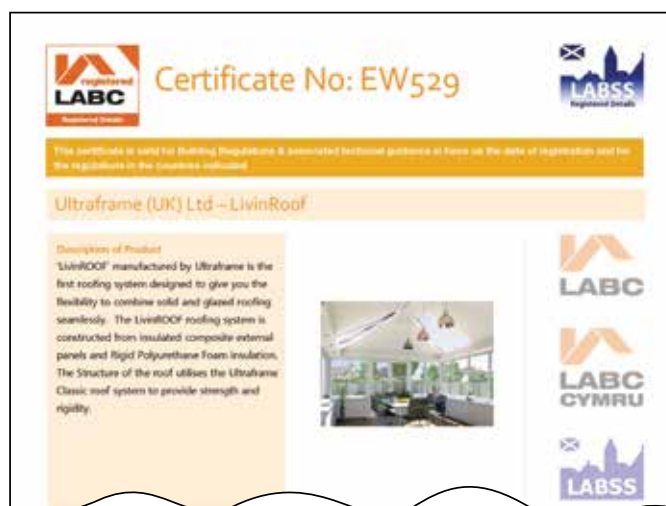 registered
LABC
Registered Details
Certificate No: EW529
LABSS
Registered Details
This certificate is valid for Building Regulations & associated technical guidance in force on the date of registration and for
the regulations in the countries indicated
Ultraframe (UK) Ltd – LivinRoof
Description of Product
'LivinROOF' manufactured by Ultraframe is the
first roofing system designed to give you the
flexibility to combine solid and glazed roofing
seamlessly. The LivinROOF roofing system is
constructed from insulated composite external
panels and Rigid Polyurethane Foam insulation.
The Structure of the roof utilises the Ultraframe
Classic roof system to provide strength and
rigidity.
LABC
LABC
CYMRU
LABSS